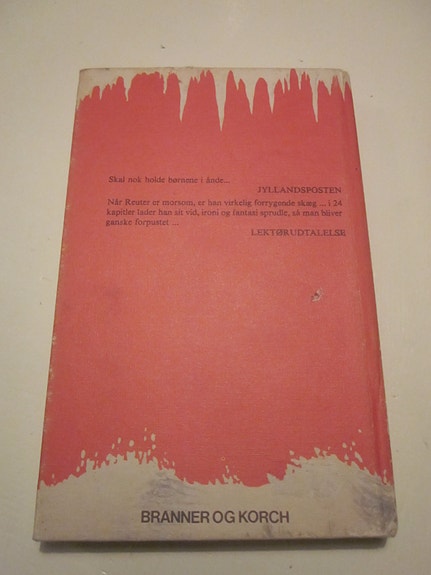 Skal nok holde børnene i ånde...
JYLLANDSPOSTEN
Når Reuter er morsom, er han virkelig forrygende skæg ... i 24
kapitler lader han sit vid, ironi og fantasi sprudle, så man bliver
ganske forpustet ...
LEKTØRUDTALELSE
BRANNER OG KORCH